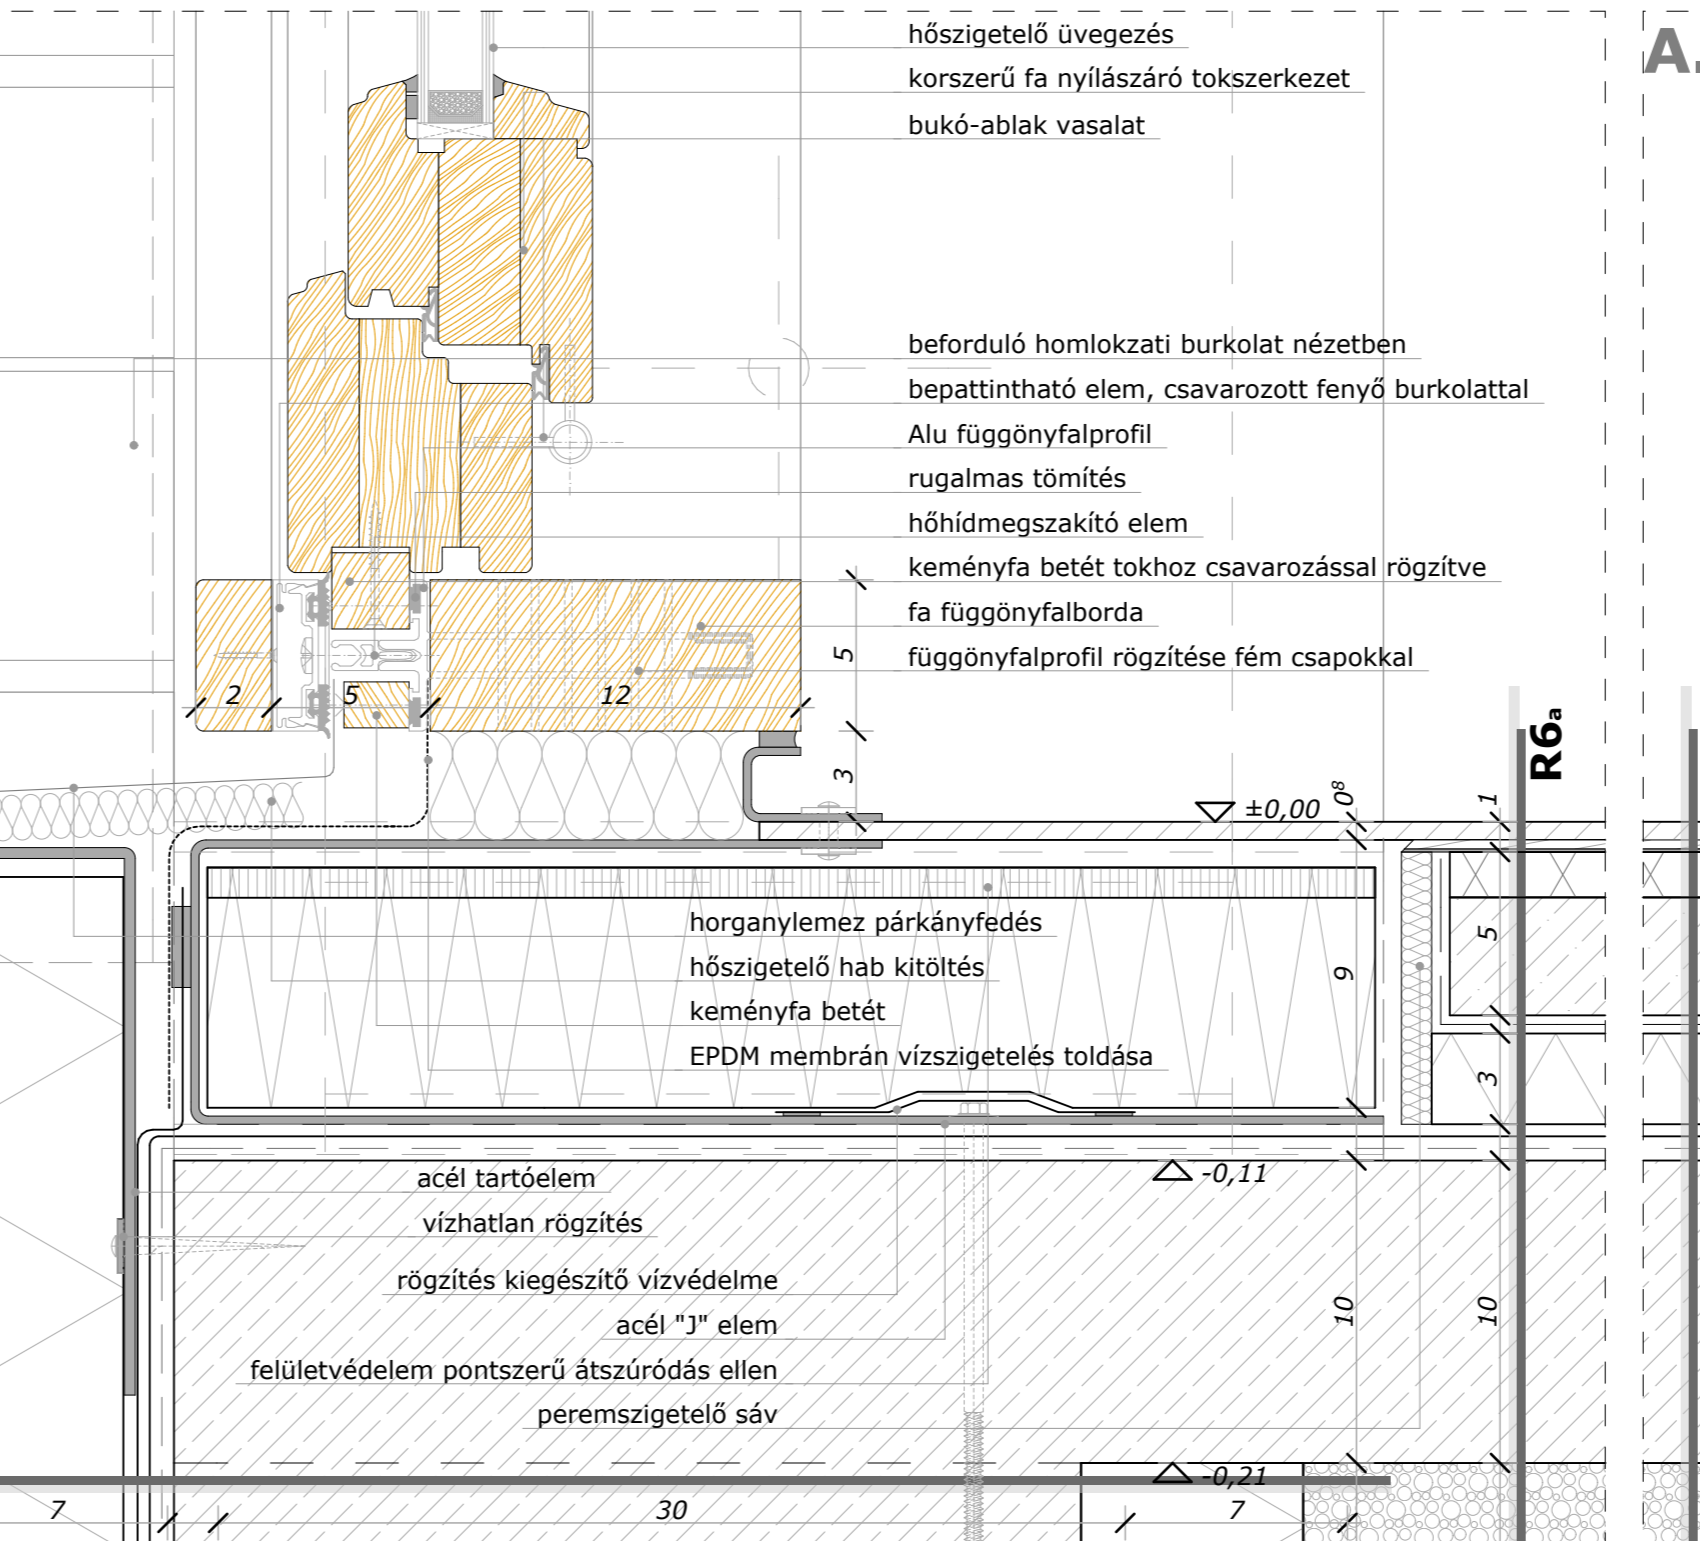 hőszigetelő üvegezés
A.
korszerű fa nyílászáró tokszerkezet
bukó-ablak vasalat
beforduló homlokzati burkolat nézetben
bepattintható elem, csavarozott fenyő burkolattal
Alu függönyfalprofil
rugalmas tömítés
hőhídmegszakító elem
keményfa betét tokhoz csavarozással rögzítve
fa függönyfalborda
függönyfalprofil rögzítése fém csapokkal
2
5
12
5
3
R6a
±0,00
0⁸
1
horganylemez párkányfedés
hőszigetelő hab kitöltés
keményfa betét
EPDM membrán vízszigetelés toldása
9
5
3
acél tartóelem
-0,11
vízhatlan rögzítés
rögzítés kiegészítő vízvédelme
acél "J" elem
felületvédelem pontszerű átszúródás ellen
peremszigetelő sáv
10
10
-0,21
7
30
7